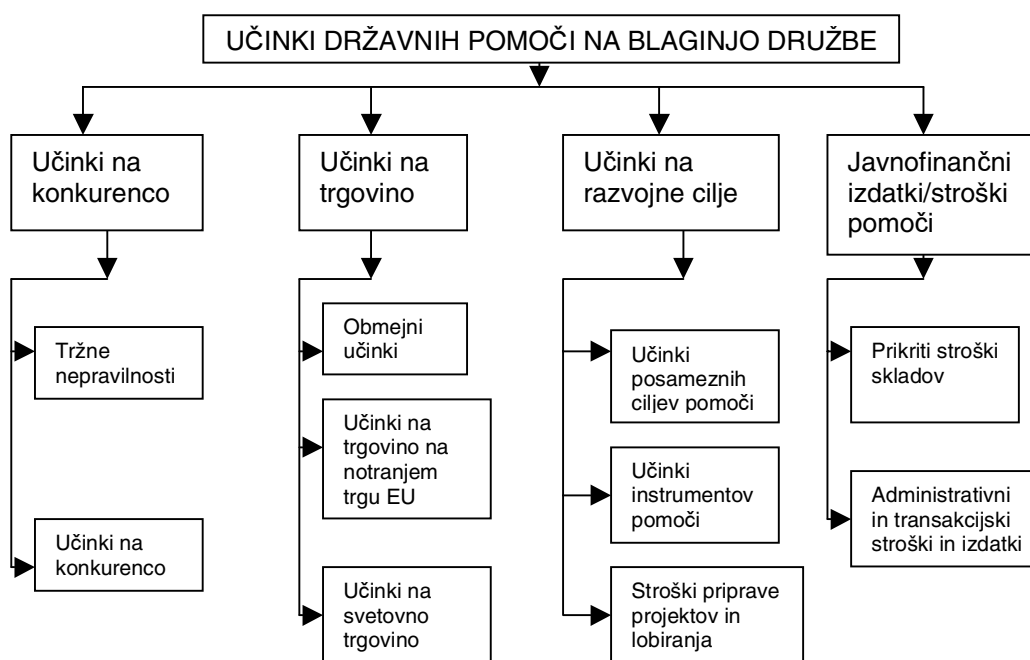 UČINKI DRŽAVNIH POMOČI NA BLAGINJO DRUŽBE
Učinki na
konkurenco
Tržne
nepravilnosti
Učinki na
konkurenco
Učinki na
trgovino
Obmejni
učinki
Učinki na
trgovino na
notranjem
trgu EU
Učinki na
svetovno
trgovino
Učinki na
razvojne cilje
Učinki
posameznih
ciljev pomoči
Učinki
instrumentov
pomoči
Stroški priprave
projektov in
lobiranja
Javnofinančni
izdatki/stroški
pomoči
Prikriti stroški
skladov
Administrativni
in transakcijski
stroški in izdatki